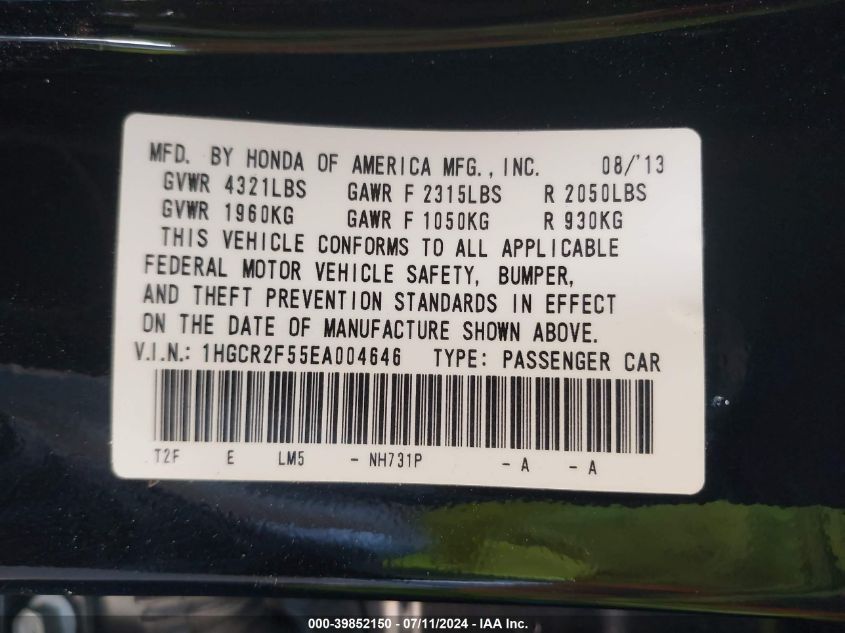 MFD. BY HONDA OF AMERICA MFG., INC. 08/'13
GVWR 4321LBS GAWR F 2315LBS R 2050LBS
GVWR 1960KG GAWR F 1050KG R 930KG
THIS VEHICLE CONFORMS TO ALL APPLICABLE
FEDERAL MOTOR VEHICLE SAFETY, BUMPER,
AND THEFT PREVENTION STANDARDS IN EFFECT
ON THE DATE OF MANUFACTURE SHOWN ABOVE.
V.I.N.: 1HGCR2F55EA004646 TYPE: PASSENGER CAR
T2F E LM5 - NH731P - A - A
000-39852150 - 07/11/2024 - IAA Inc.